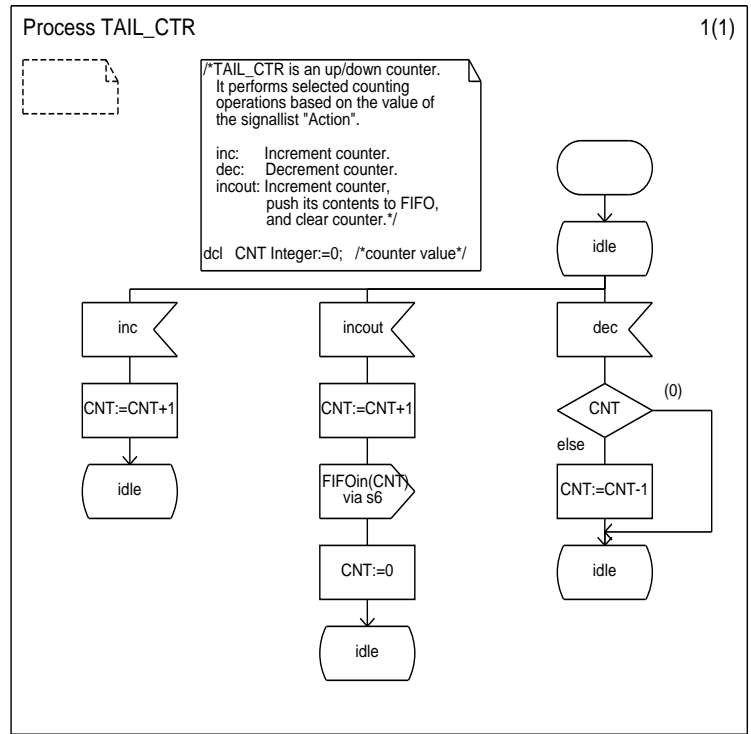 Process TAIL_CTR
1(1)
/*TAIL_CTR is an up/down counter.
It performs selected counting
operations based on the value of
the signallist "Action".
inc: Increment counter.
dec: Decrement counter.
incout: Increment counter,
push its contents to FIFO,
and clear counter.*/
dcl CNT Integer:=0; /*counter value*/
idle
inc
incout
dec
CNT:=CNT+1
CNT:=CNT+1
CNT
(0)
else
idle
FIFOin(CNT)
via s6
CNT:=CNT-1
CNT:=0
idle
idle